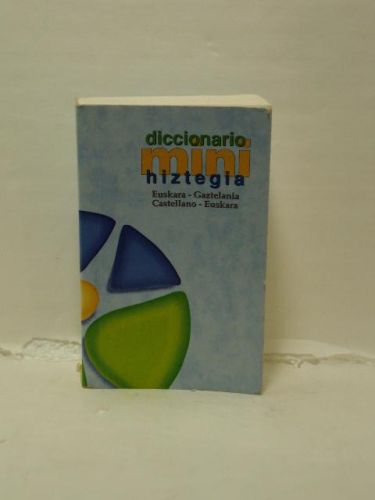 diccionario
mini
hiztegia
Euskara - Gaztelania
Castellano - Euskara